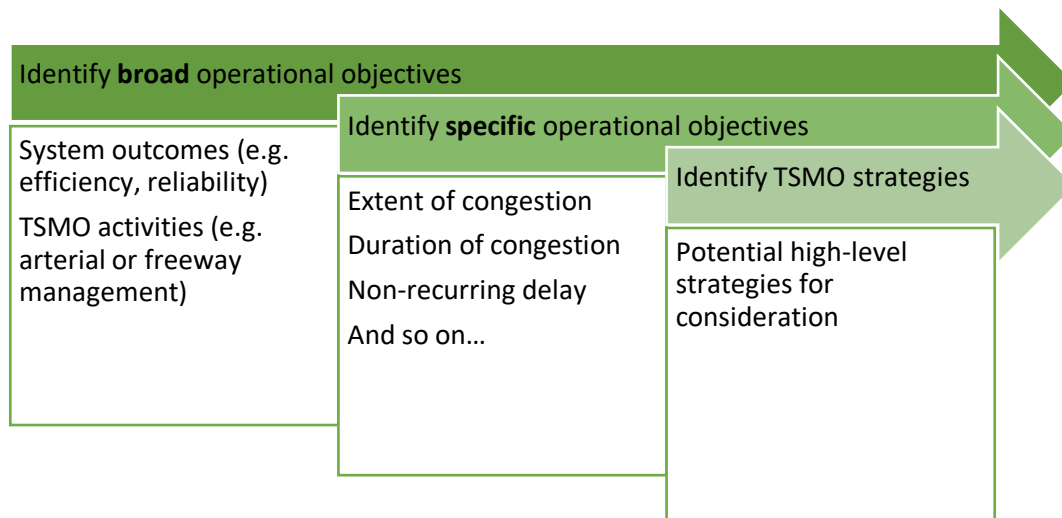 Identify broad operational objectives
System outcomes (e.g.
efficiency, reliability)
TSMO activities (e.g.
arterial or freeway
management)
Identify specific operational objectives
Extent of congestion
Duration of congestion
Non-recurring delay
And so on…
Identify TSMO strategies
Potential high-level
strategies for
consideration